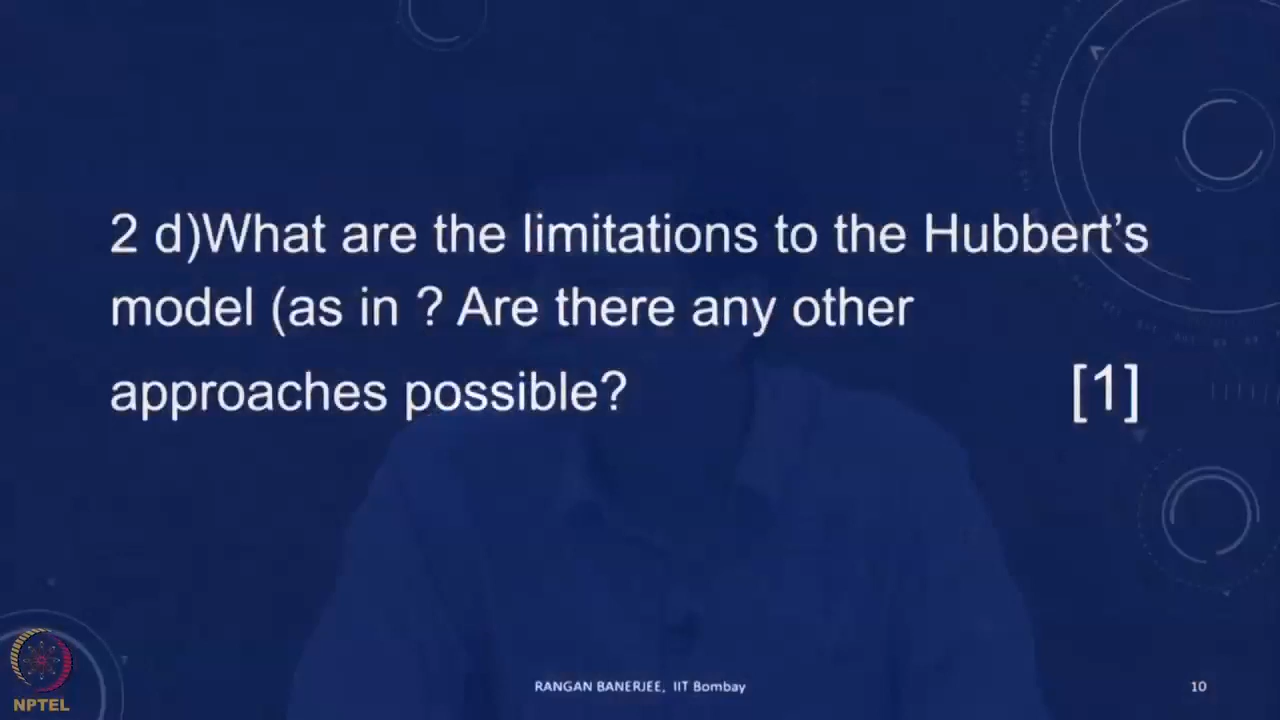 2 d)What are the limitations to the Hubbert’s
model (as in ? Are there any other
approaches possible? [1]
RANGAN BANERJEE, IIT Bombay
10
NPTEL